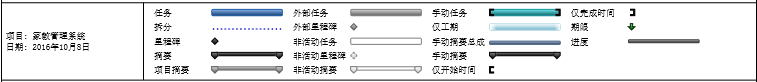 项目: 家教管理系统
日期: 2016年10月8日
任务
拆分
里程碑
摘要
项目摘要
外部任务
外部里程碑
非活动任务
非活动里程碑
非活动摘要
手动任务
仅工期
手动摘要总成
手动摘要
仅开始时间
仅完成时间
期限
进度